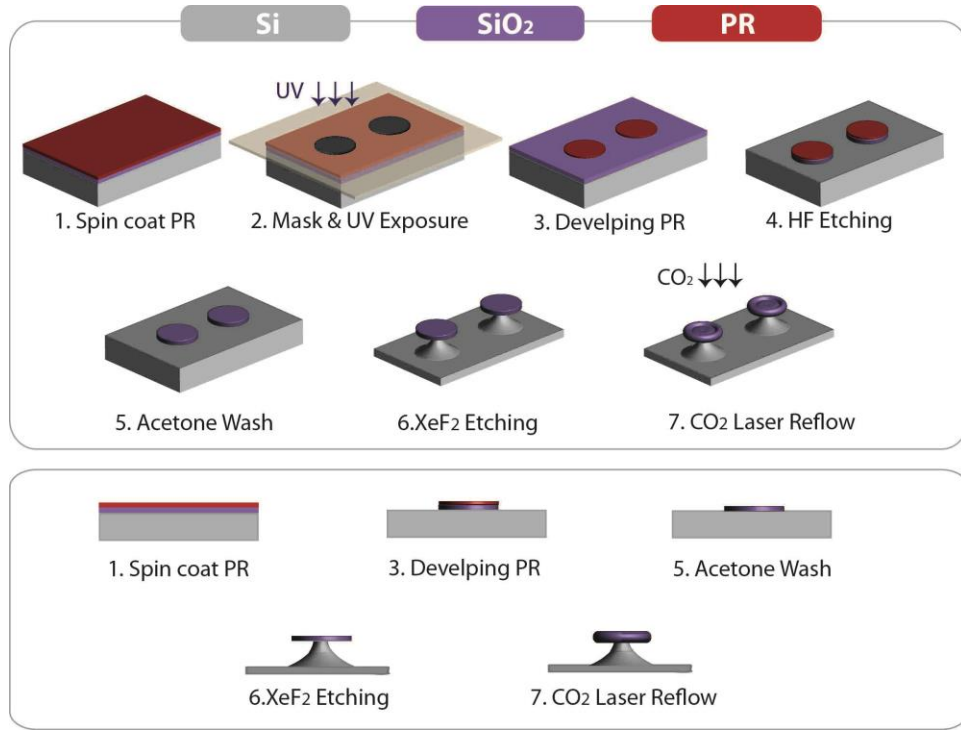 Si SiO₂ PR
UV
1. Spin coat PR
2. Mask & UV Exposure
3. Develping PR
4. HF Etching
CO₂
5. Acetone Wash
6.XeF₂ Etching
7. CO₂ Laser Reflow
1. Spin coat PR
3. Develping PR
5. Acetone Wash
6.XeF₂ Etching
7. CO₂ Laser Reflow